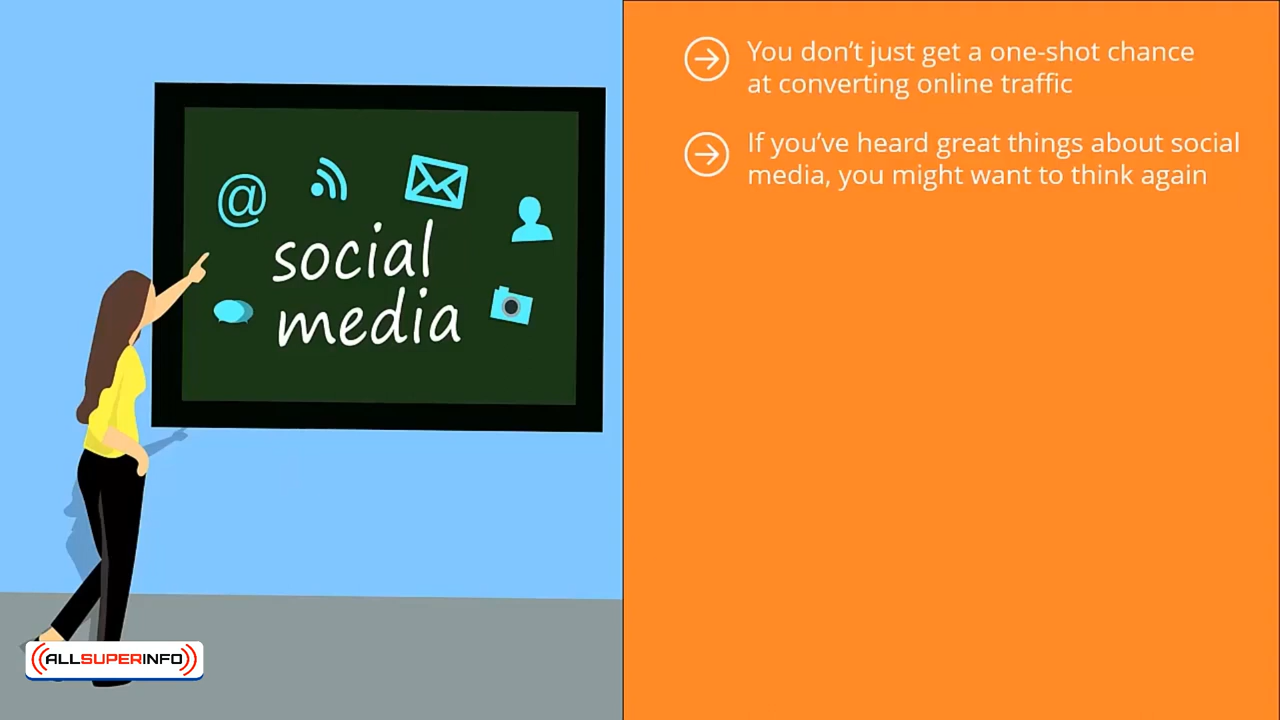 You don't just get a one-shot chance
at converting online traffic
If you've heard great things about social
media, you might want to think again
@
social
media
ALLSUPERINFO